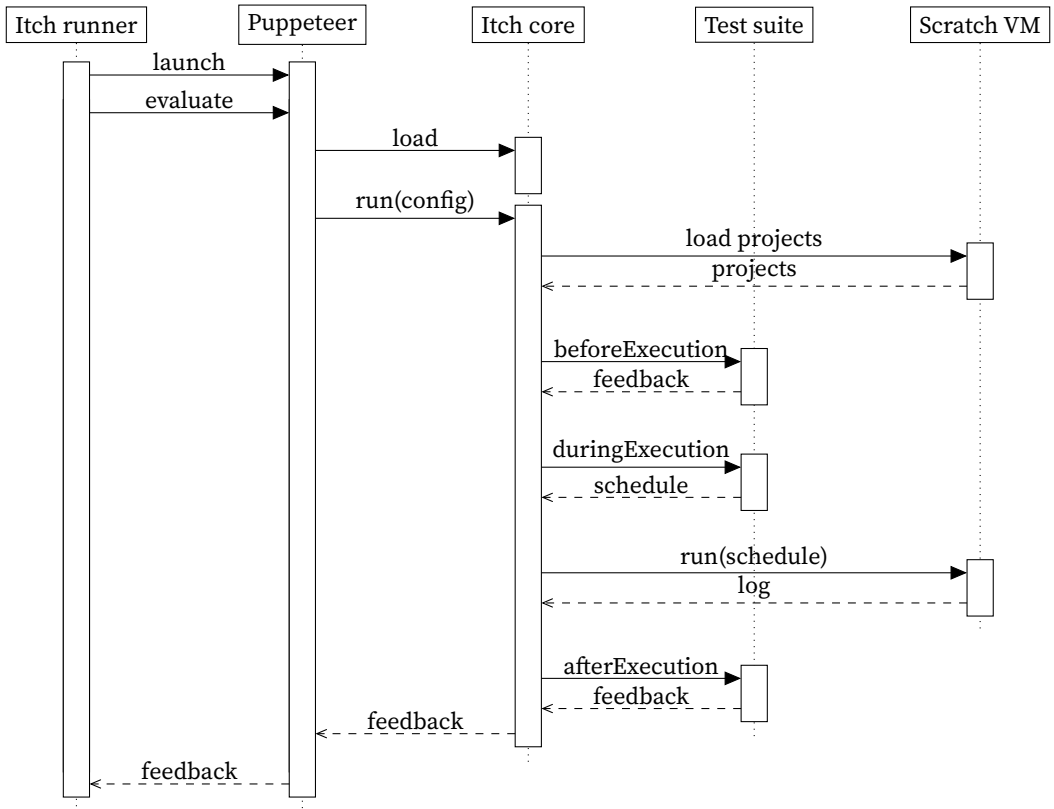 Itch runner
Puppeteer
Itch core
Test suite
Scratch VM
launch
evaluate
load
run(config)
load projects
projects
beforeExecution
feedback
duringExecution
schedule
run(schedule)
log
afterExecution
feedback
feedback
feedback